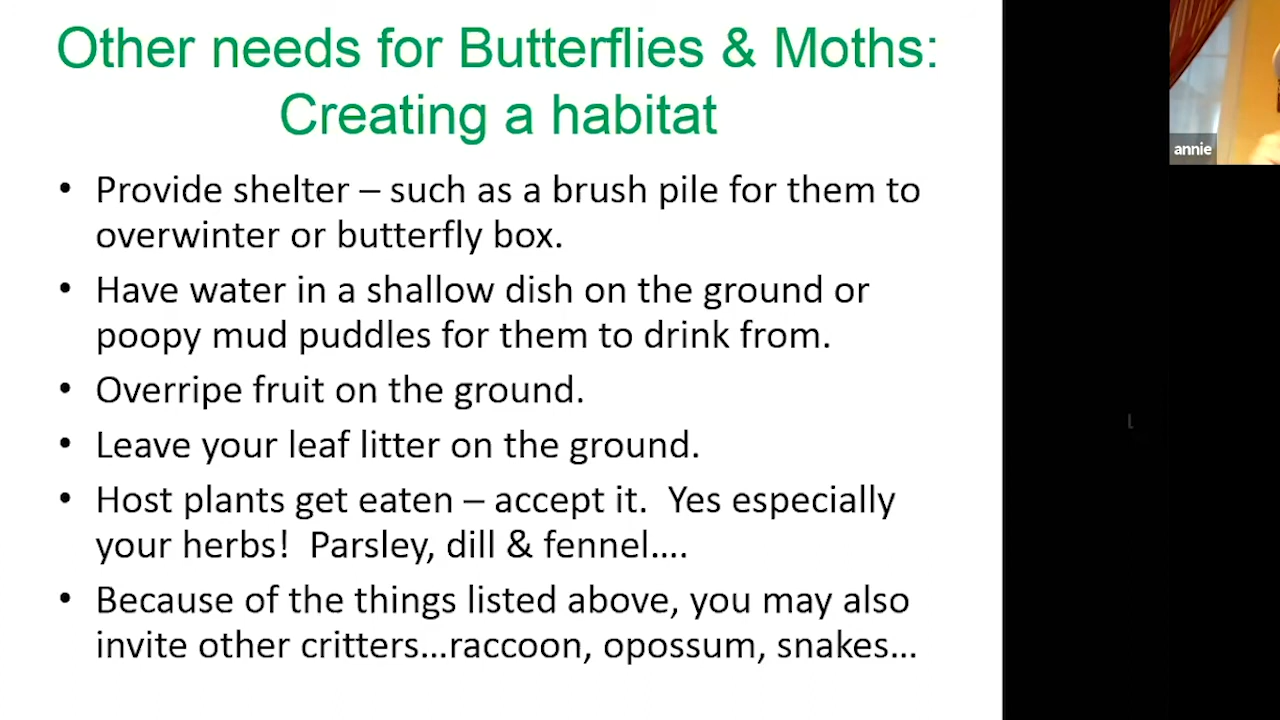 Other needs for Butterflies & Moths:
Creating a habitat
• Provide shelter – such as a brush pile for them to
overwinter or butterfly box.
• Have water in a shallow dish on the ground or
poopy mud puddles for them to drink from.
• Overripe fruit on the ground.
• Leave your leaf litter on the ground.
• Host plants get eaten – accept it.  Yes especially
your herbs!  Parsley, dill & fennel….
• Because of the things listed above, you may also
invite other critters…raccoon, opossum, snakes…
annie